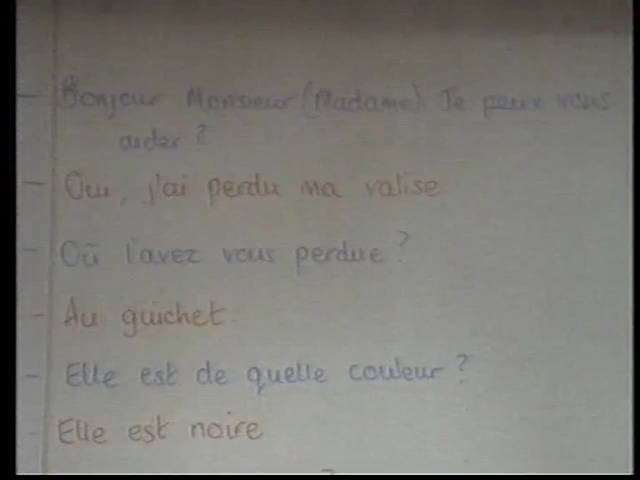 - Bonjour Monsieur (Madame) Je peux vous
aider ?
- Oui, j'ai perdu ma valise
- Où l'avez vous perdue ?
- Au guichet.
- Elle est de quelle couleur ?
- Elle est noire